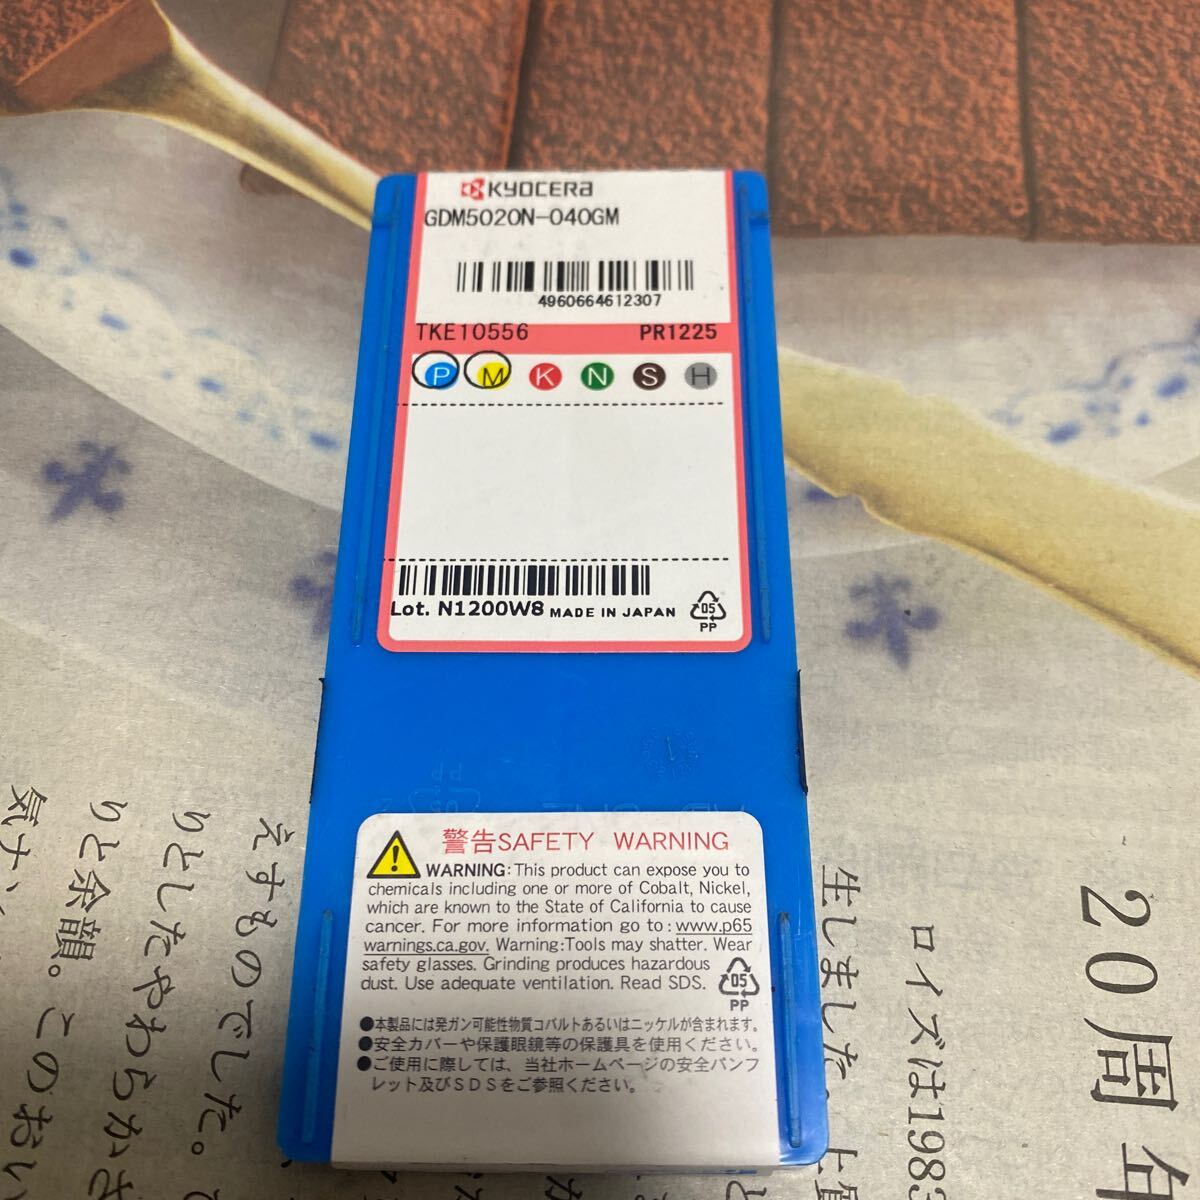 KYOCERA
GDM5020N-040GM
4960664612307
TKE10556 PR1225
P M K N S H
Lot. N1200W8 MADE IN JAPAN
05
PP
警告SAFETY WARNING
WARNING: This product can expose you to
chemicals including one or more of Cobalt, Nickel,
which are known to the State of California to cause
cancer. For more information go to : www.p65
warnings.ca.gov. Warning:Tools may shatter. Wear
safety glasses. Grinding produces hazardous
dust. Use adequate ventilation. Read SDS.
05
PP
●本製品には発ガン可能性物質コバルトあるいはニッケルが含まれます。
●安全カバーや保護眼鏡等の保護具を使用ください。
●ご使用に際しては、当社ホームページの安全パンフ
レット及びSDSをご参照ください。
20周年
ロイズは1983
生しました。
えするのでした。
りとしたやわらかさ
りと余韻。このおい